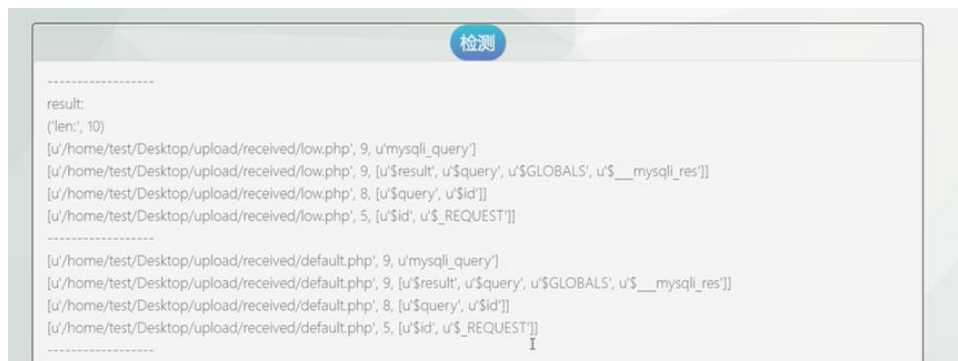 检测
------------------
result:
('len:', 10)
[u'/home/test/Desktop/upload/received/low.php', 9, u'mysqli_query']
[u'/home/test/Desktop/upload/received/low.php', 9, [u'$result', u'$query', u'$GLOBALS', u'$___mysqli_res']]
[u'/home/test/Desktop/upload/received/low.php', 8, [u'$query', u'$id']]
[u'/home/test/Desktop/upload/received/low.php', 5, [u'$id', u'$_REQUEST']]
------------------
[u'/home/test/Desktop/upload/received/default.php', 9, u'mysqli_query']
[u'/home/test/Desktop/upload/received/default.php', 9, [u'$result', u'$query', u'$GLOBALS', u'$___mysqli_res']]
[u'/home/test/Desktop/upload/received/default.php', 8, [u'$query', u'$id']]
[u'/home/test/Desktop/upload/received/default.php', 5, [u'$id', u'$_REQUEST']]
------------------